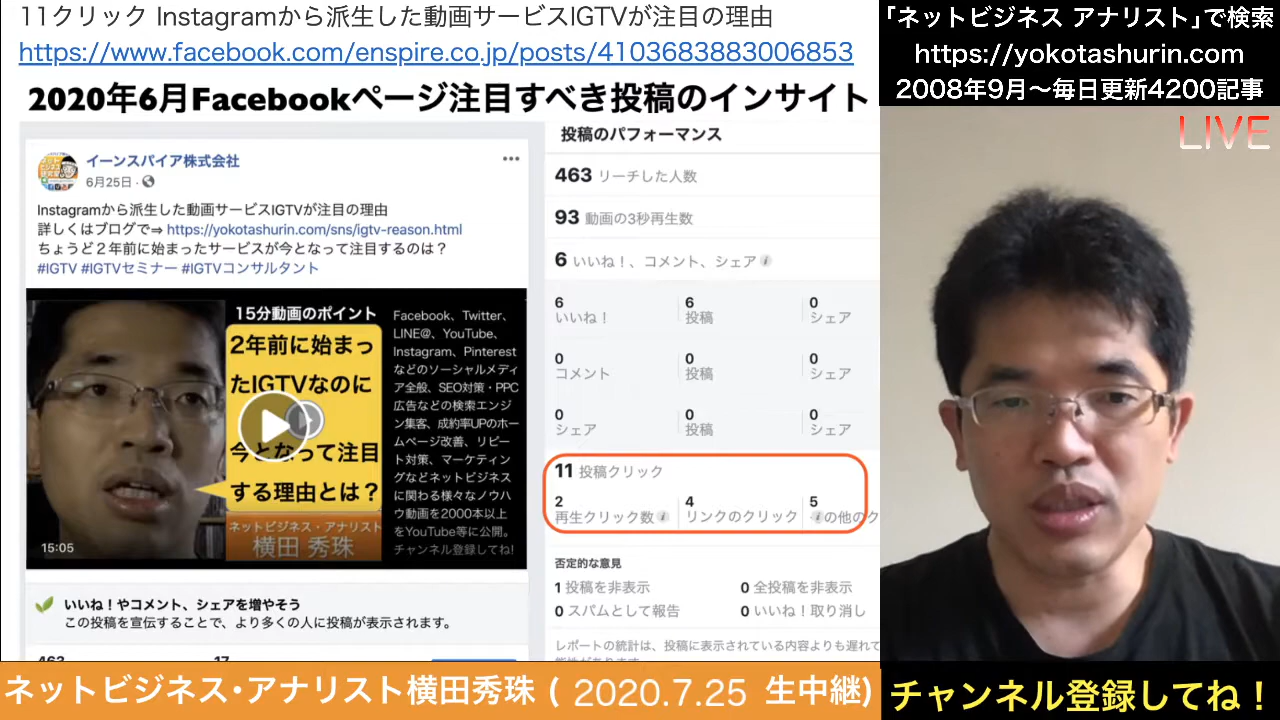 11クリック Instagramから派生した動画サービスIGTVが注目の理由
https://www.facebook.com/enspire.co.jp/posts/4103683883006853
2020年6月Facebookページ注目すべき投稿のインサイト
イーンスパイア株式会社
6月25日
Instagramから派生した動画サービスIGTVが注目の理由
詳しくはブログで⇒ https://yokotashurin.com/sns/igtv-reason.html
ちょうど2年前に始まったサービスが今となって注目するのは？
#IGTV #IGTVセミナー #IGTVコンサルタント
15分動画のポイント
2年前に始まっ
たIGTVなのに
今となって注目
する理由とは？
ネットビジネス・アナリスト
横田 秀珠
15:05
Facebook、Twitter、
LINE@、YouTube、
Instagram、Pinterest
などのソーシャルメディ
ア全般、SEO対策・PPC
広告などの検索エンジ
ン集客、成約率UPのホー
ムページ改善、リピー
ト対策、マーケティン
グなどネットビジネス
に関わる様々なノウハ
ウ動画を2000本以上
をYouTube等に公開。
チャンネル登録してね!
いいね！やコメント、シェアを増やそう
この投稿を宣伝することで、より多くの人に投稿が表示されます。
463 17
投稿のパフォーマンス
463 リーチした人数
93 動画の3秒再生数
6 いいね！、コメント、シェア
6 6 0
いいね！ 投稿 シェア
0 0 0
コメント 投稿 シェア
0 0 0
シェア 投稿 シェア
11 投稿クリック
2 4 5
再生クリック数 リンクのクリック の他のク
否定的な意見
1 投稿を非表示 0 全投稿を非表示
0 スパムとして報告 0 いいね！取り消し
レポートの統計は、投稿に表示されている内容よりも遅れて
「ネットビジネス アナリスト」で検索
https://yokotashurin.com
2008年9月〜毎日更新4200記事
LIVE
ネットビジネス・アナリスト横田秀珠 ( 2020.7.25 生中継)
チャンネル登録してね！